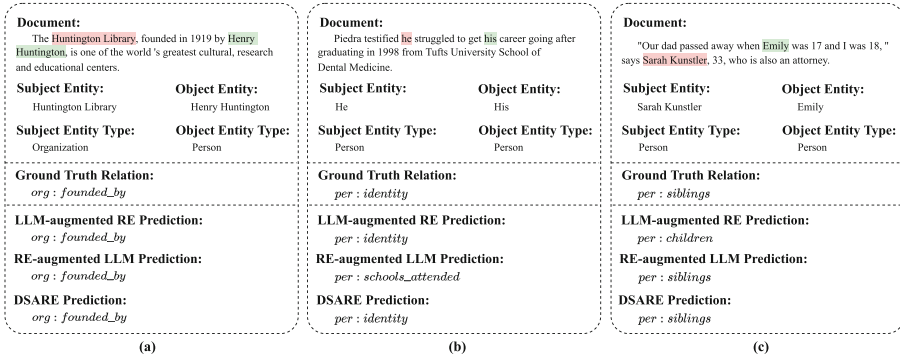 Document:
The Huntington Library, founded in 1919 by Henry
Huntington, is one of the world 's greatest cultural, research
and educational centers.
Subject Entity: Object Entity:
Huntington Library Henry Huntington
Subject Entity Type: Object Entity Type:
Organization Person
Ground Truth Relation:
org : founded_by
LLM-augmented RE Prediction:
org : founded_by
RE-augmented LLM Prediction:
org : founded_by
DSARE Prediction:
org : founded_by
(a)
Document:
Piedra testified he struggled to get his career going after
graduating in 1998 from Tufts University School of
Dental Medicine.
Subject Entity: Object Entity:
He His
Subject Entity Type: Object Entity Type:
Person Person
Ground Truth Relation:
per : identity
LLM-augmented RE Prediction:
per : identity
RE-augmented LLM Prediction:
per : schools_attended
DSARE Prediction:
per : identity
(b)
Document:
"Our dad passed away when Emily was 17 and I was 18, "
says Sarah Kunstler, 33, who is also an attorney.
Subject Entity: Object Entity:
Sarah Kunstler Emily
Subject Entity Type: Object Entity Type:
Person Person
Ground Truth Relation:
per : siblings
LLM-augmented RE Prediction:
per : children
RE-augmented LLM Prediction:
per : siblings
DSARE Prediction:
per : siblings
(c)